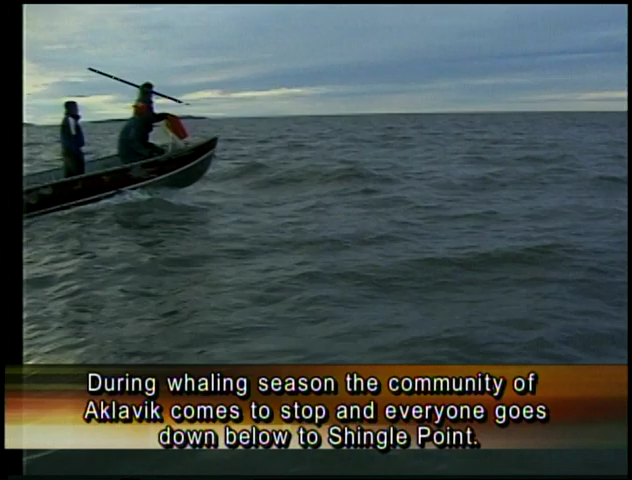 During whaling season the community of
Aklavik comes to stop and everyone goes
down below to Shingle Point.